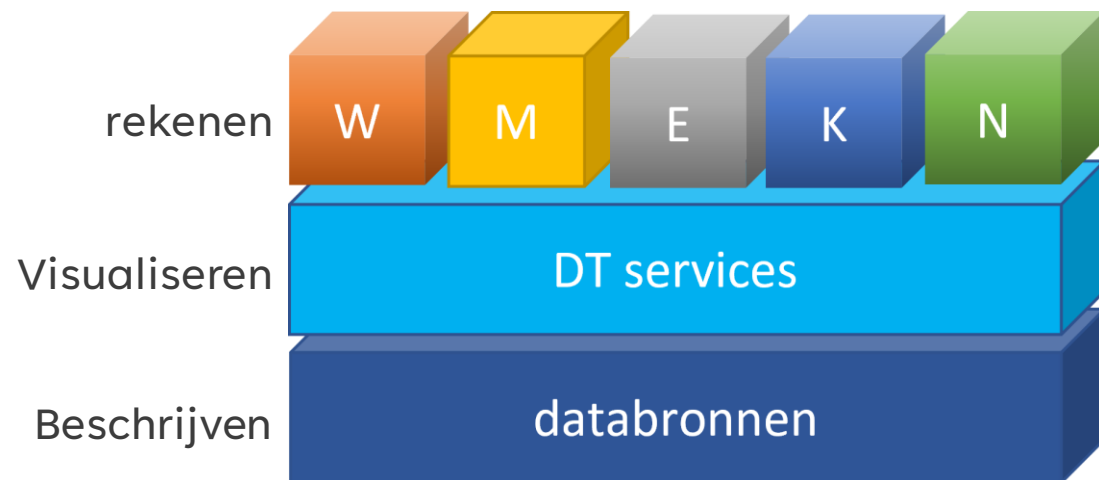 rekenen W M E K N
Visualiseren DT services
Beschrijven databronnen